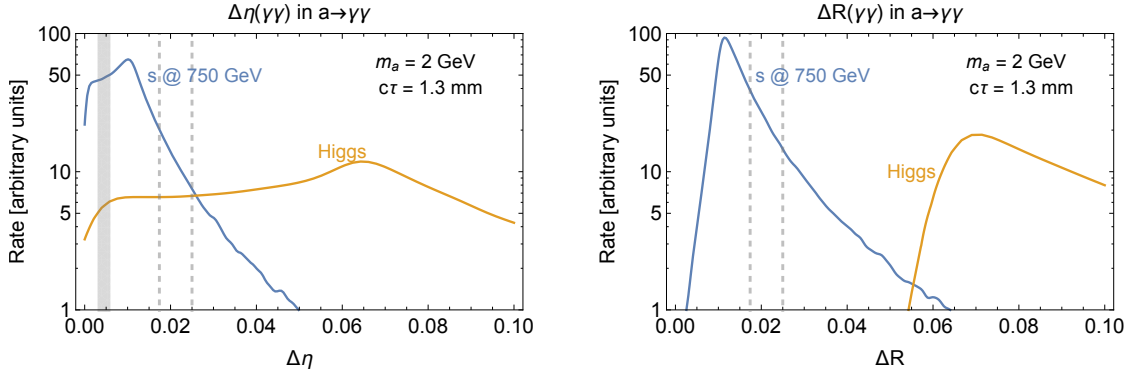 Δη(γγ) in a→γγ
100
50
10
5
1
Rate [arbitrary units]
s @ 750 GeV
mₐ = 2 GeV
cτ = 1.3 mm
Higgs
0.00 0.02 0.04 0.06 0.08 0.10
Δη
ΔR(γγ) in a→γγ
100
50
10
5
1
Rate [arbitrary units]
s @ 750 GeV
mₐ = 2 GeV
cτ = 1.3 mm
Higgs
0.00 0.02 0.04 0.06 0.08 0.10
ΔR